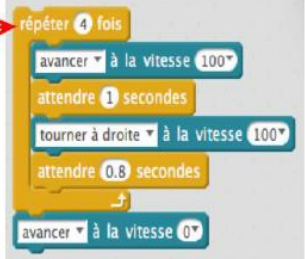 répéter 4 fois
avancer à la vitesse 100
attendre 1 secondes
tourner à droite à la vitesse 100
attendre 0.8 secondes
avancer à la vitesse 0